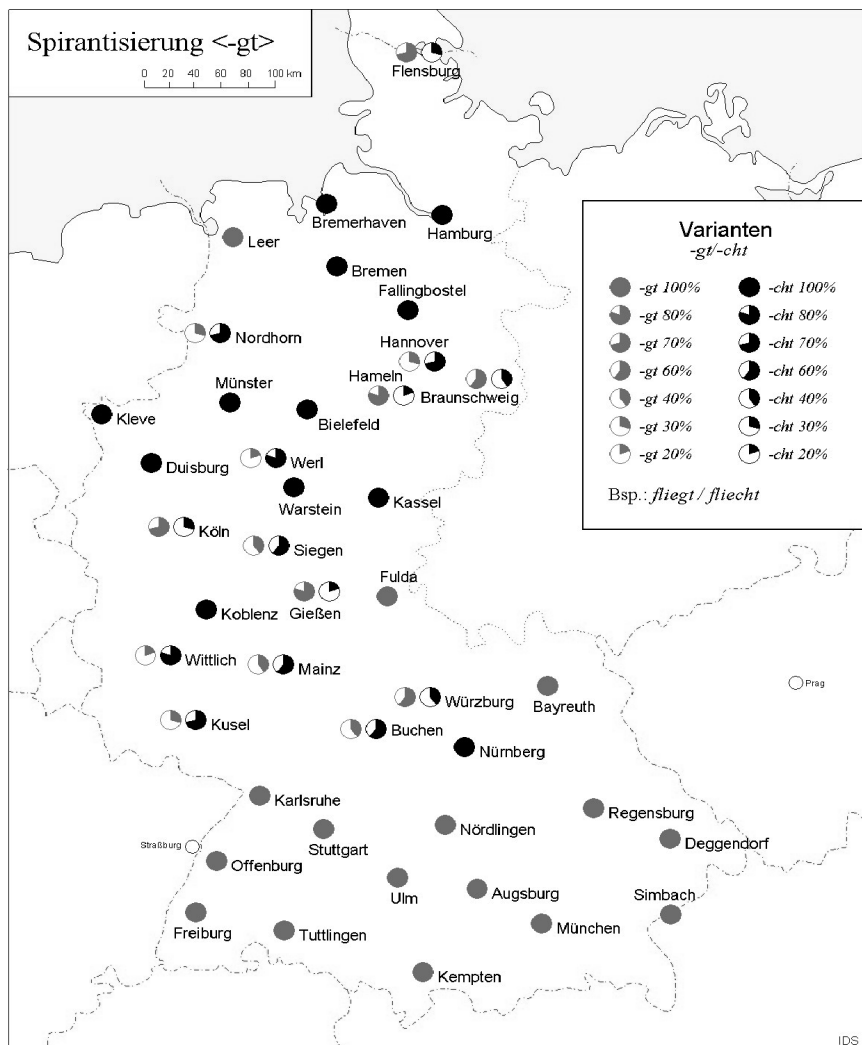 Spirantisierung <-gt>
0 20 40 60 80 100 km
Flensburg
Bremerhaven
Hamburg
Leer
Bremen
Fallingbostel
Nordhorn
Hannover
Hameln
Braunschweig
Münster
Bielefeld
Kleve
Duisburg
Werl
Warstein
Kassel
Köln
Siegen
Fulda
Gießen
Koblenz
Wittlich
Mainz
Würzburg
Bayreuth
Prag
Kusel
Buchen
Nürnberg
Karlsruhe
Regensburg
Nördlingen
Stuttgart
Deggendorf
Straßburg
Offenburg
Ulm
Augsburg
Simbach
Freiburg
Tuttlingen
München
Kempten
Varianten
-gt/-cht
-gt 100% -cht 100%
-gt 80% -cht 80%
-gt 70% -cht 70%
-gt 60% -cht 60%
-gt 40% -cht 40%
-gt 30% -cht 30%
-gt 20% -cht 20%
Bsp.: fliegt / fliecht
IDS